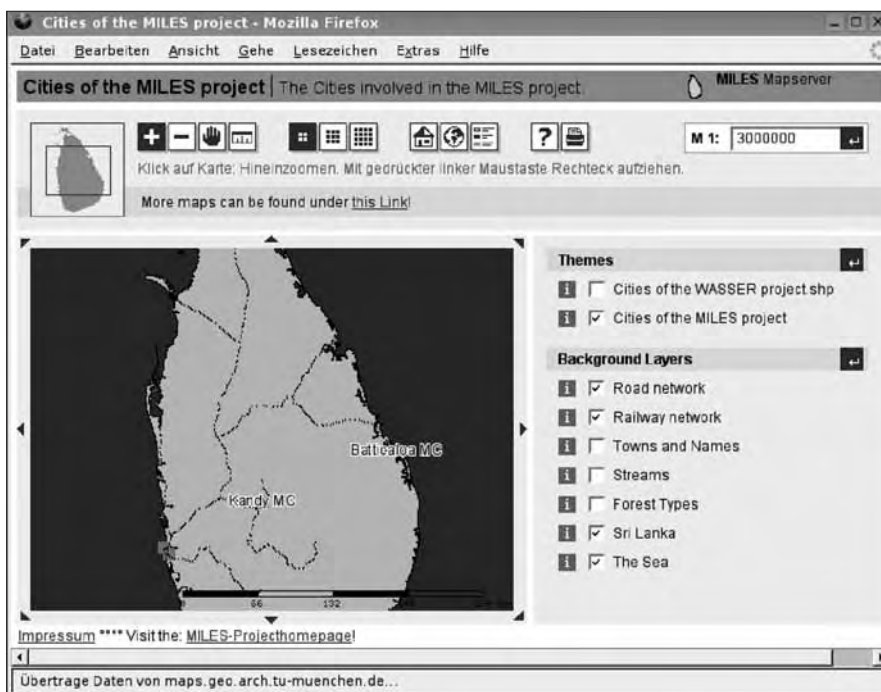 Cities of the MILES project - Mozilla Firefox
Datei Bearbeiten Ansicht Gehe Lesezeichen Extras Hilfe
Cities of the MILES project | The Cities involved in the MILES project
MILES Mapserver
M 1: 3000000
Klick auf Karte: Hineinzoomen. Mit gedrückter linker Maustaste Rechteck aufziehen.
More maps can be found under this Link!
Themes
i Cities of the WASSER project.shp
i Cities of the MILES project
Background Layers
i Road network
i Railway network
i Towns and Names
i Streams
i Forest Types
i Sri Lanka
i The Sea
Batticaloa MC
Kandy MC
66 132
Impressum **** Visit the: MILES-Projecthomepage!
Übertrage Daten von maps.geo.arch.tu-muenchen.de...